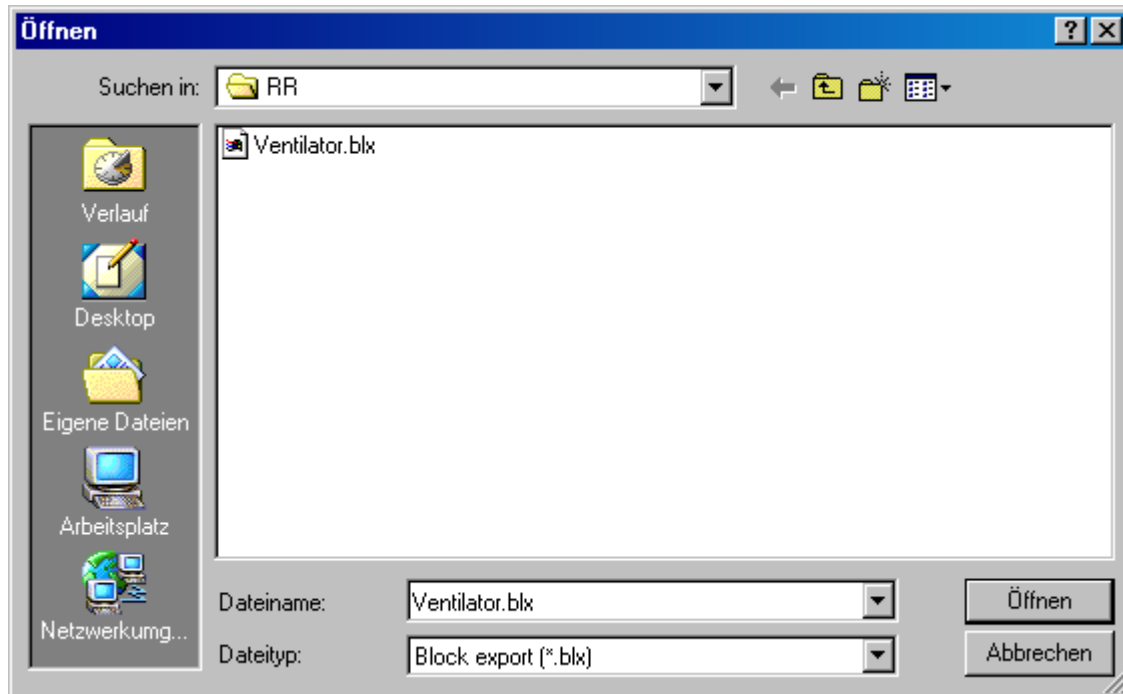 Öffnen
Suchen in: RR
Ventilator.blx
Verlauf
Desktop
Eigene Dateien
Arbeitsplatz
Netzwerkumg...
Dateiname: Ventilator.blx Öffnen
Dateityp: Block export (*.blx) Abbrechen